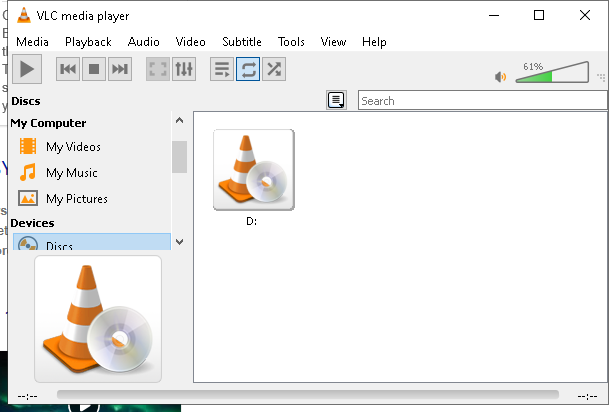 VLC media player
Media Playback Audio Video Subtitle Tools View Help
61%
Discs
Search
My Computer
My Videos
My Music
My Pictures
Devices
Discs
D:
--:--
--:--